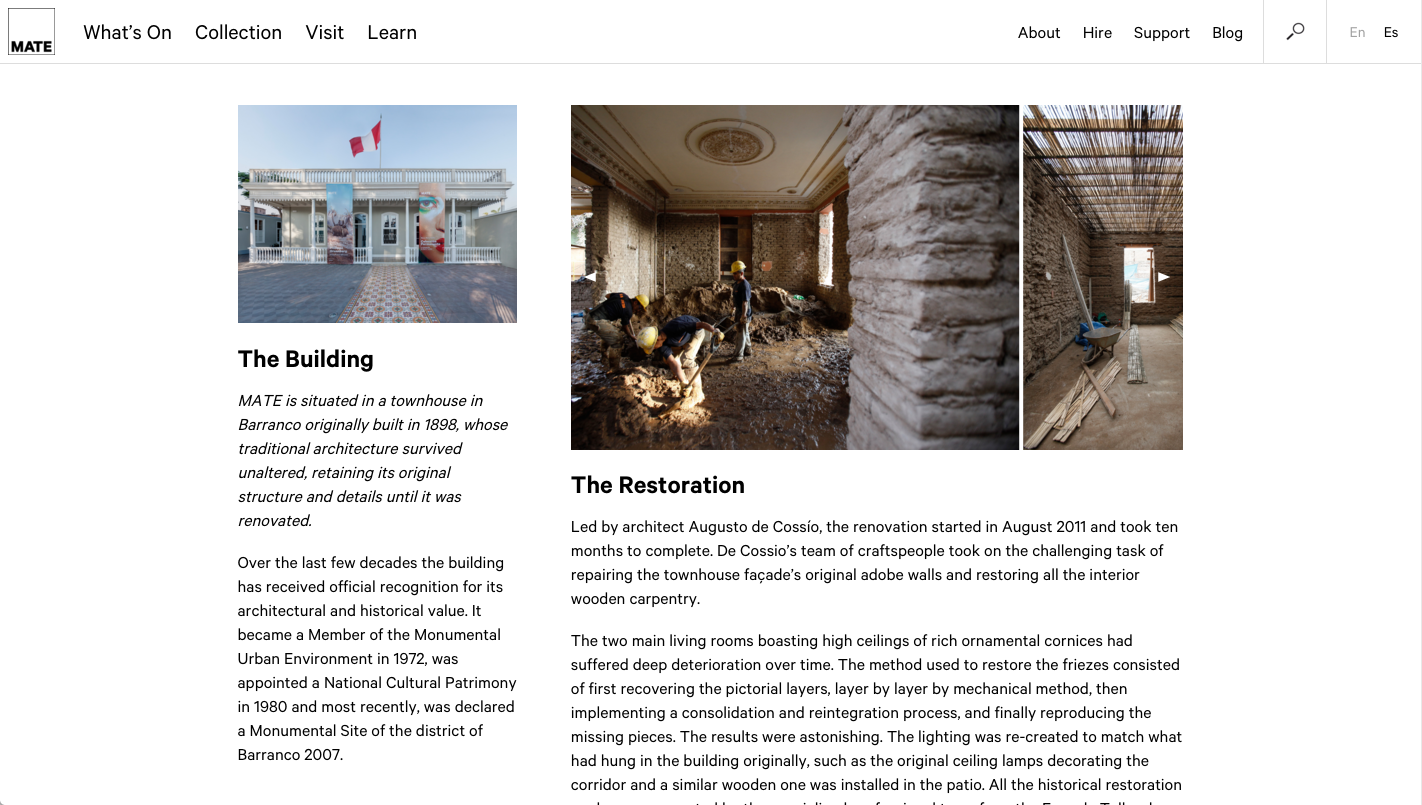 MATE
What's On Collection Visit Learn
About Hire Support Blog
En Es
The Building
MATE is situated in a townhouse in
Barranco originally built in 1898, whose
traditional architecture survived
unaltered, retaining its original
structure and details until it was
renovated.
Over the last few decades the building
has received official recognition for its
architectural and historical value. It
became a Member of the Monumental
Urban Environment in 1972, was
appointed a National Cultural Patrimony
in 1980 and most recently, was declared
a Monumental Site of the district of
Barranco 2007.
The Restoration
Led by architect Augusto de Cossío, the renovation started in August 2011 and took ten
months to complete. De Cossio's team of craftspeople took on the challenging task of
repairing the townhouse façade's original adobe walls and restoring all the interior
wooden carpentry.
The two main living rooms boasting high ceilings of rich ornamental cornices had
suffered deep deterioration over time. The method used to restore the friezes consisted
of first recovering the pictorial layers, layer by layer by mechanical method, then
implementing a consolidation and reintegration process, and finally reproducing the
missing pieces. The results were astonishing. The lighting was re-created to match what
had hung in the building originally, such as the original ceiling lamps decorating the
corridor and a similar wooden one was installed in the patio. All the historical restoration